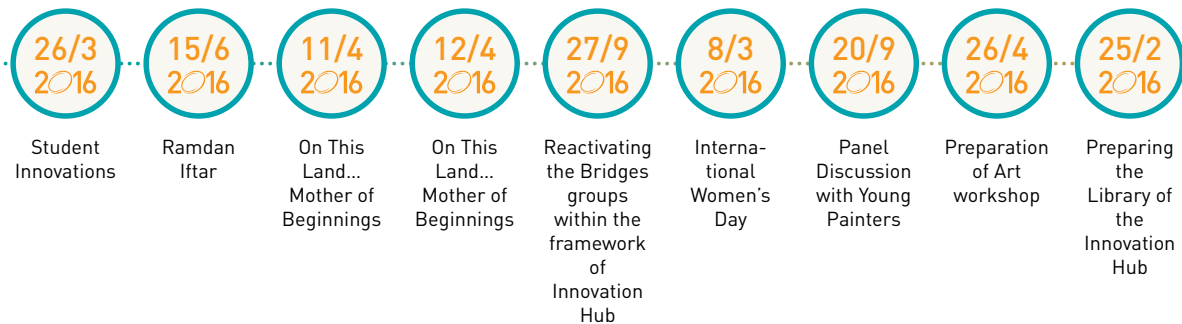 26/3
2016
Student
Innovations
15/6
2016
Ramdan
Iftar
11/4
2016
On This
Land...
Mother of
Beginnings
12/4
2016
On This
Land...
Mother of
Beginnings
27/9
2016
Reactivating
the Bridges
groups
within the
framework
of
Innovation
Hub
8/3
2016
Interna-
tional
Women's
Day
20/9
2016
Panel
Discussion
with Young
Painters
26/4
2016
Preparation
of Art
workshop
25/2
2016
Preparing
the
Library of
the
Innovation
Hub